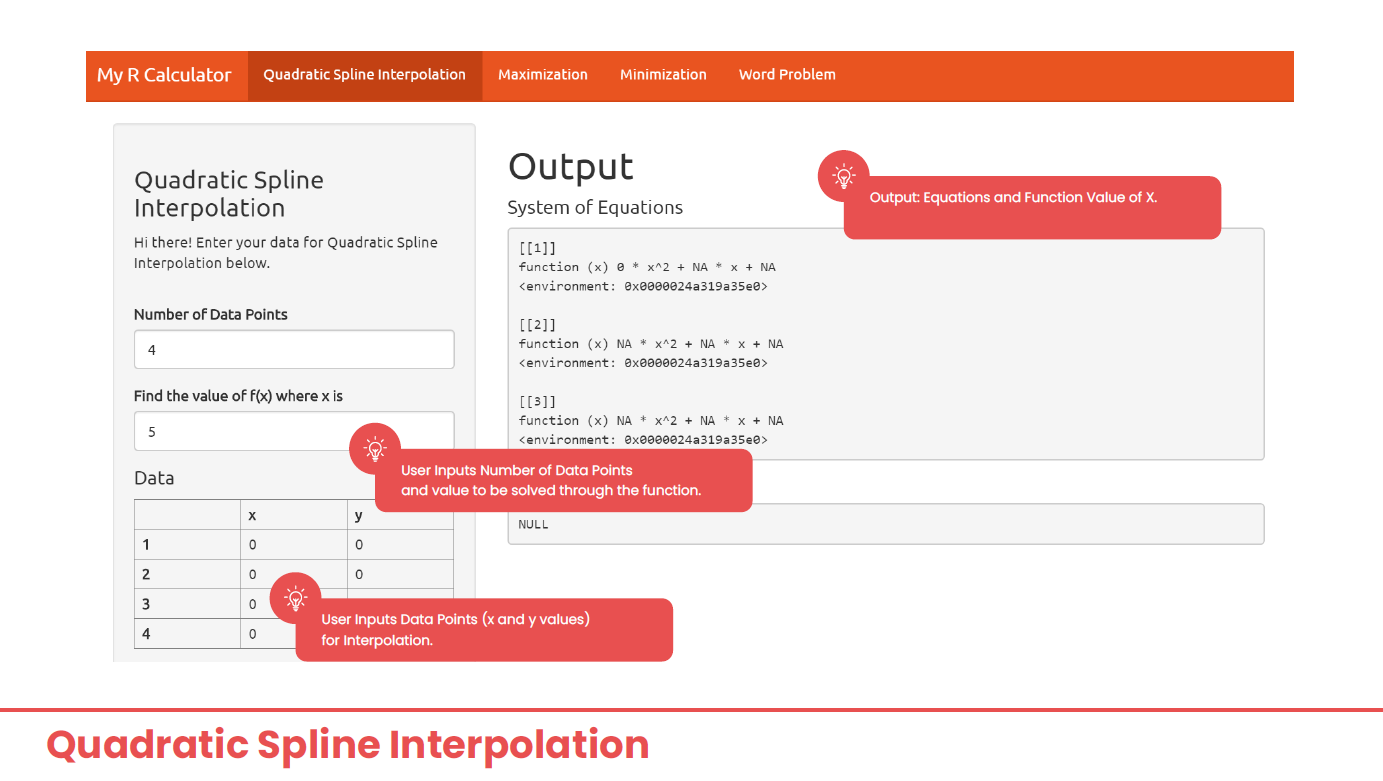 My R Calculator Quadratic Spline Interpolation Maximization Minimization Word Problem
Quadratic Spline
Interpolation
Hi there! Enter your data for Quadratic Spline
Interpolation below.
Number of Data Points
4
Find the value of f(x) where x is
5
User Inputs Number of Data Points
and value to be solved through the function.
Data
x y
1 0 0
2 0 0
3 0
4 0
User Inputs Data Points (x and y values)
for Interpolation.
Output
Output: Equations and Function Value of X.
System of Equations
[[1]]
function (x) 0 * x^2 + NA * x + NA
<environment: 0x0000024a319a35e0>
[[2]]
function (x) NA * x^2 + NA * x + NA
<environment: 0x0000024a319a35e0>
[[3]]
function (x) NA * x^2 + NA * x + NA
<environment: 0x0000024a319a35e0>
NULL
Quadratic Spline Interpolation